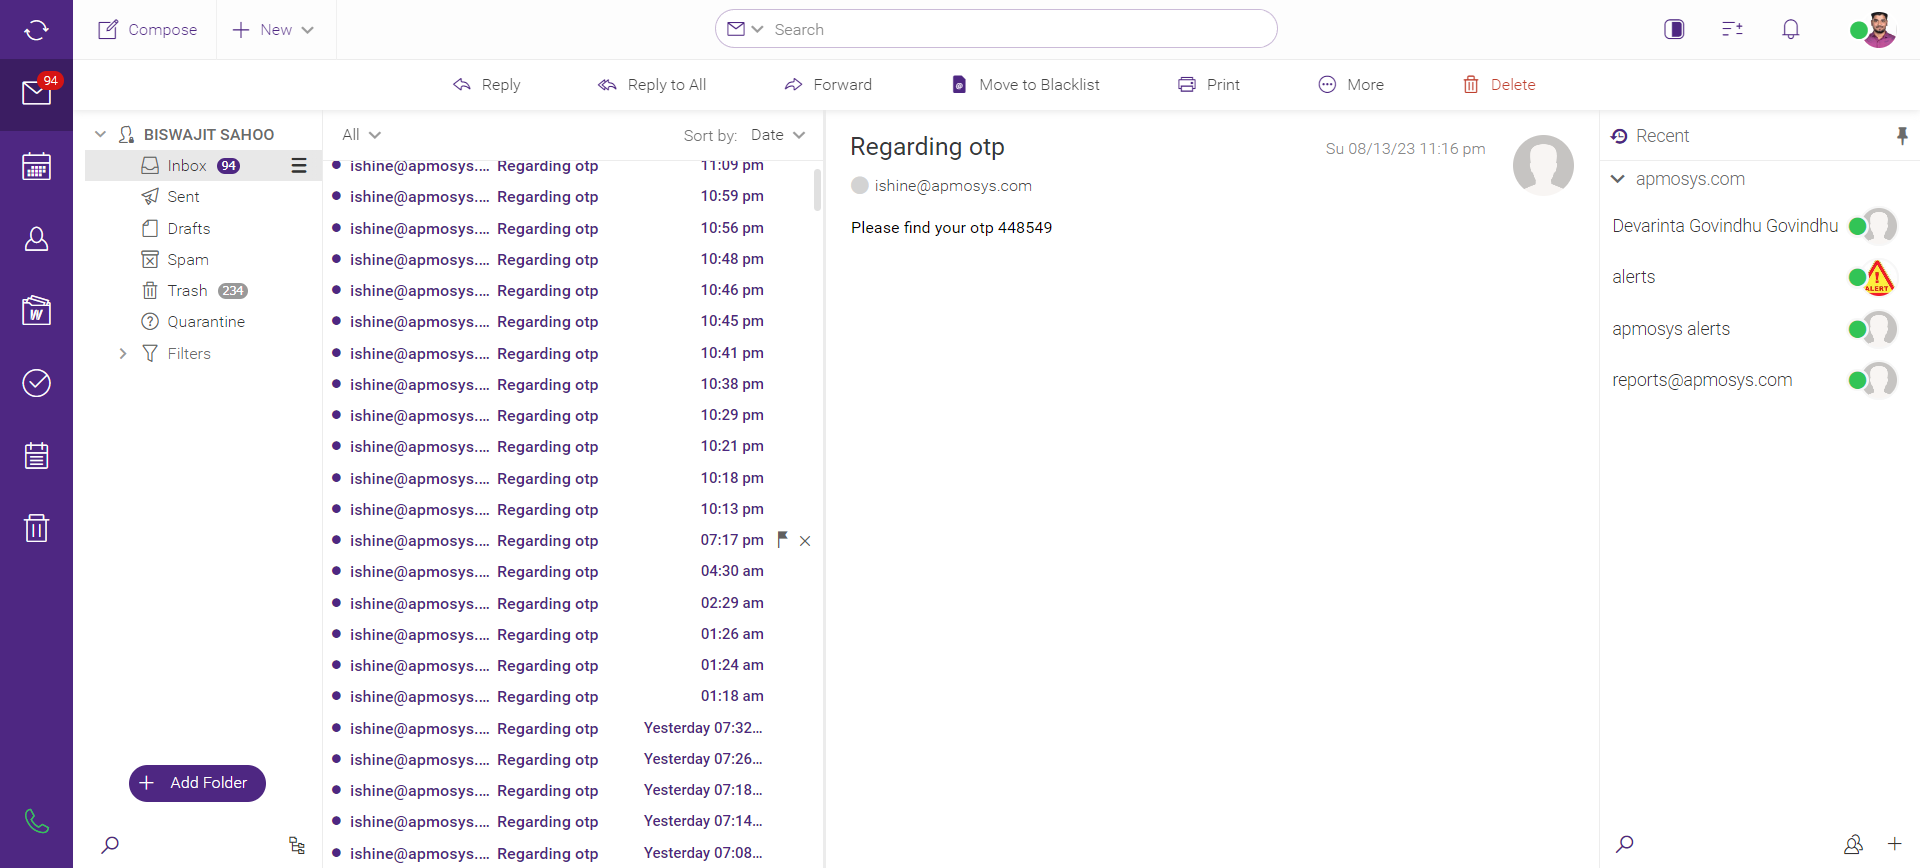 Compose
New
Search
94
Reply
Reply to All
Forward
Move to Blacklist
Print
More
Delete
BISWAJIT SAHOO
Inbox 94
Sent
Drafts
Spam
Trash 234
Quarantine
Filters
Add Folder
All
Sort by: Date
ishine@apmosys.... Regarding otp 11:09 pm
ishine@apmosys.... Regarding otp 10:59 pm
ishine@apmosys.... Regarding otp 10:56 pm
ishine@apmosys.... Regarding otp 10:48 pm
ishine@apmosys.... Regarding otp 10:46 pm
ishine@apmosys.... Regarding otp 10:45 pm
ishine@apmosys.... Regarding otp 10:41 pm
ishine@apmosys.... Regarding otp 10:38 pm
ishine@apmosys.... Regarding otp 10:29 pm
ishine@apmosys.... Regarding otp 10:21 pm
ishine@apmosys.... Regarding otp 10:18 pm
ishine@apmosys.... Regarding otp 10:13 pm
ishine@apmosys.... Regarding otp 07:17 pm
ishine@apmosys.... Regarding otp 04:30 am
ishine@apmosys.... Regarding otp 02:29 am
ishine@apmosys.... Regarding otp 01:26 am
ishine@apmosys.... Regarding otp 01:24 am
ishine@apmosys.... Regarding otp 01:18 am
ishine@apmosys.... Regarding otp Yesterday 07:32...
ishine@apmosys.... Regarding otp Yesterday 07:26...
ishine@apmosys.... Regarding otp Yesterday 07:18...
ishine@apmosys.... Regarding otp Yesterday 07:14...
ishine@apmosys.... Regarding otp Yesterday 07:08...
Regarding otp
Su 08/13/23 11:16 pm
ishine@apmosys.com
Please find your otp 448549
Recent
apmosys.com
Devarinta Govindhu Govindhu
alerts
ALERT
apmosys alerts
reports@apmosys.com